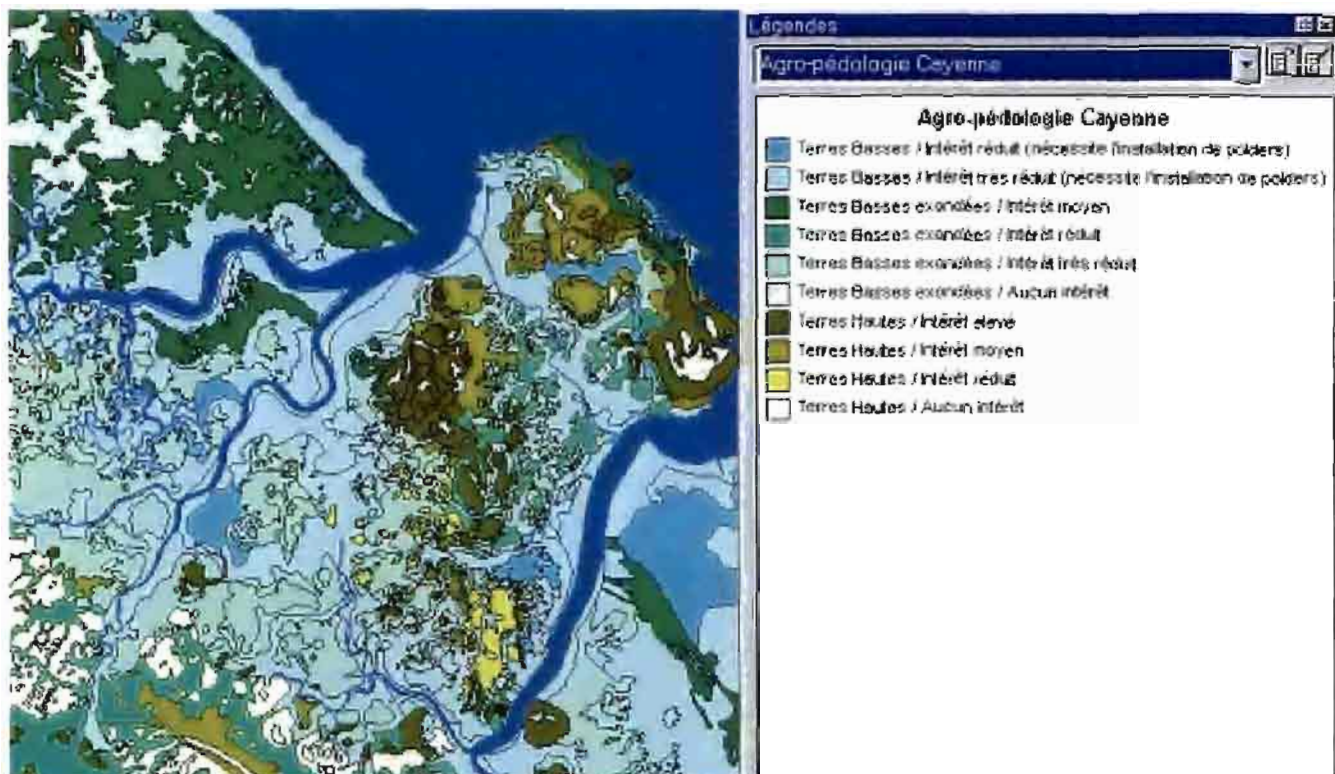 Légendes
Agro-pédologie Cayenne
Agro-pédologie Cayenne
Terres Basses / Intérêt réduit (nécessite l'installation de polders)
Terres Basses / Intérêt très réduit (nécessite l'installation de polders)
Terres Basses exondées / Intérêt moyen
Terres Basses exondées / Intérêt réduit
Terres Basses exondées / Intérêt très réduit
Terres Basses exondées / Aucun intérêt
Terres Hautes / Intérêt elevé
Terres Hautes / Intérêt moyen
Terres Hautes / Intérêt réduit
Terres Hautes / Aucun intérêt